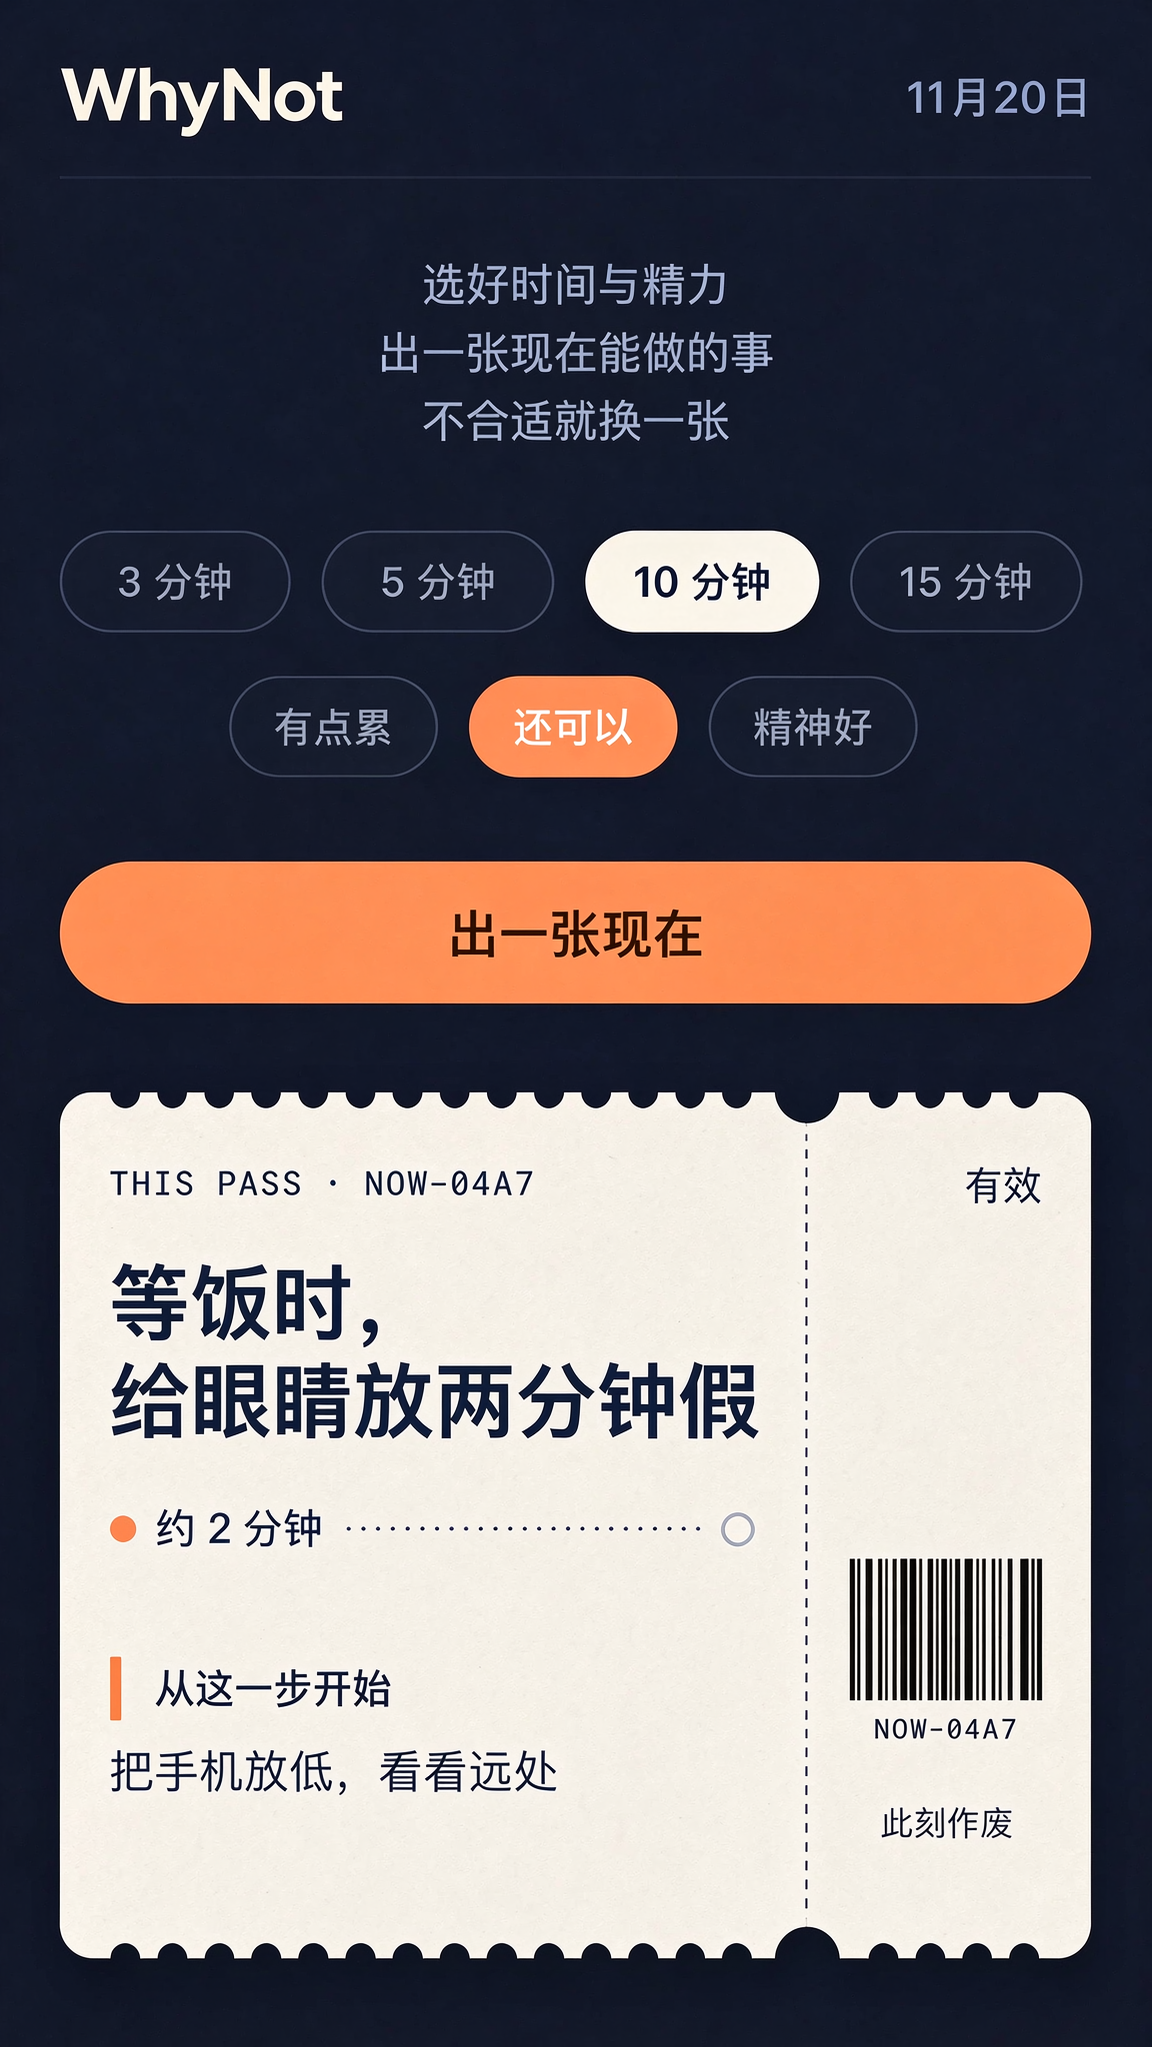 WhyNot
11月20日
选好时间与精力
出一张现在能做的事
不合适就换一张
3 分钟
5 分钟
10 分钟
15 分钟
有点累
还可以
精神好
出一张现在
THIS PASS · NOW-04A7
有效
等饭时，
给眼睛放两分钟假
约 2 分钟
从这一步开始
把手机放低，看看远处
NOW-04A7
此刻作废